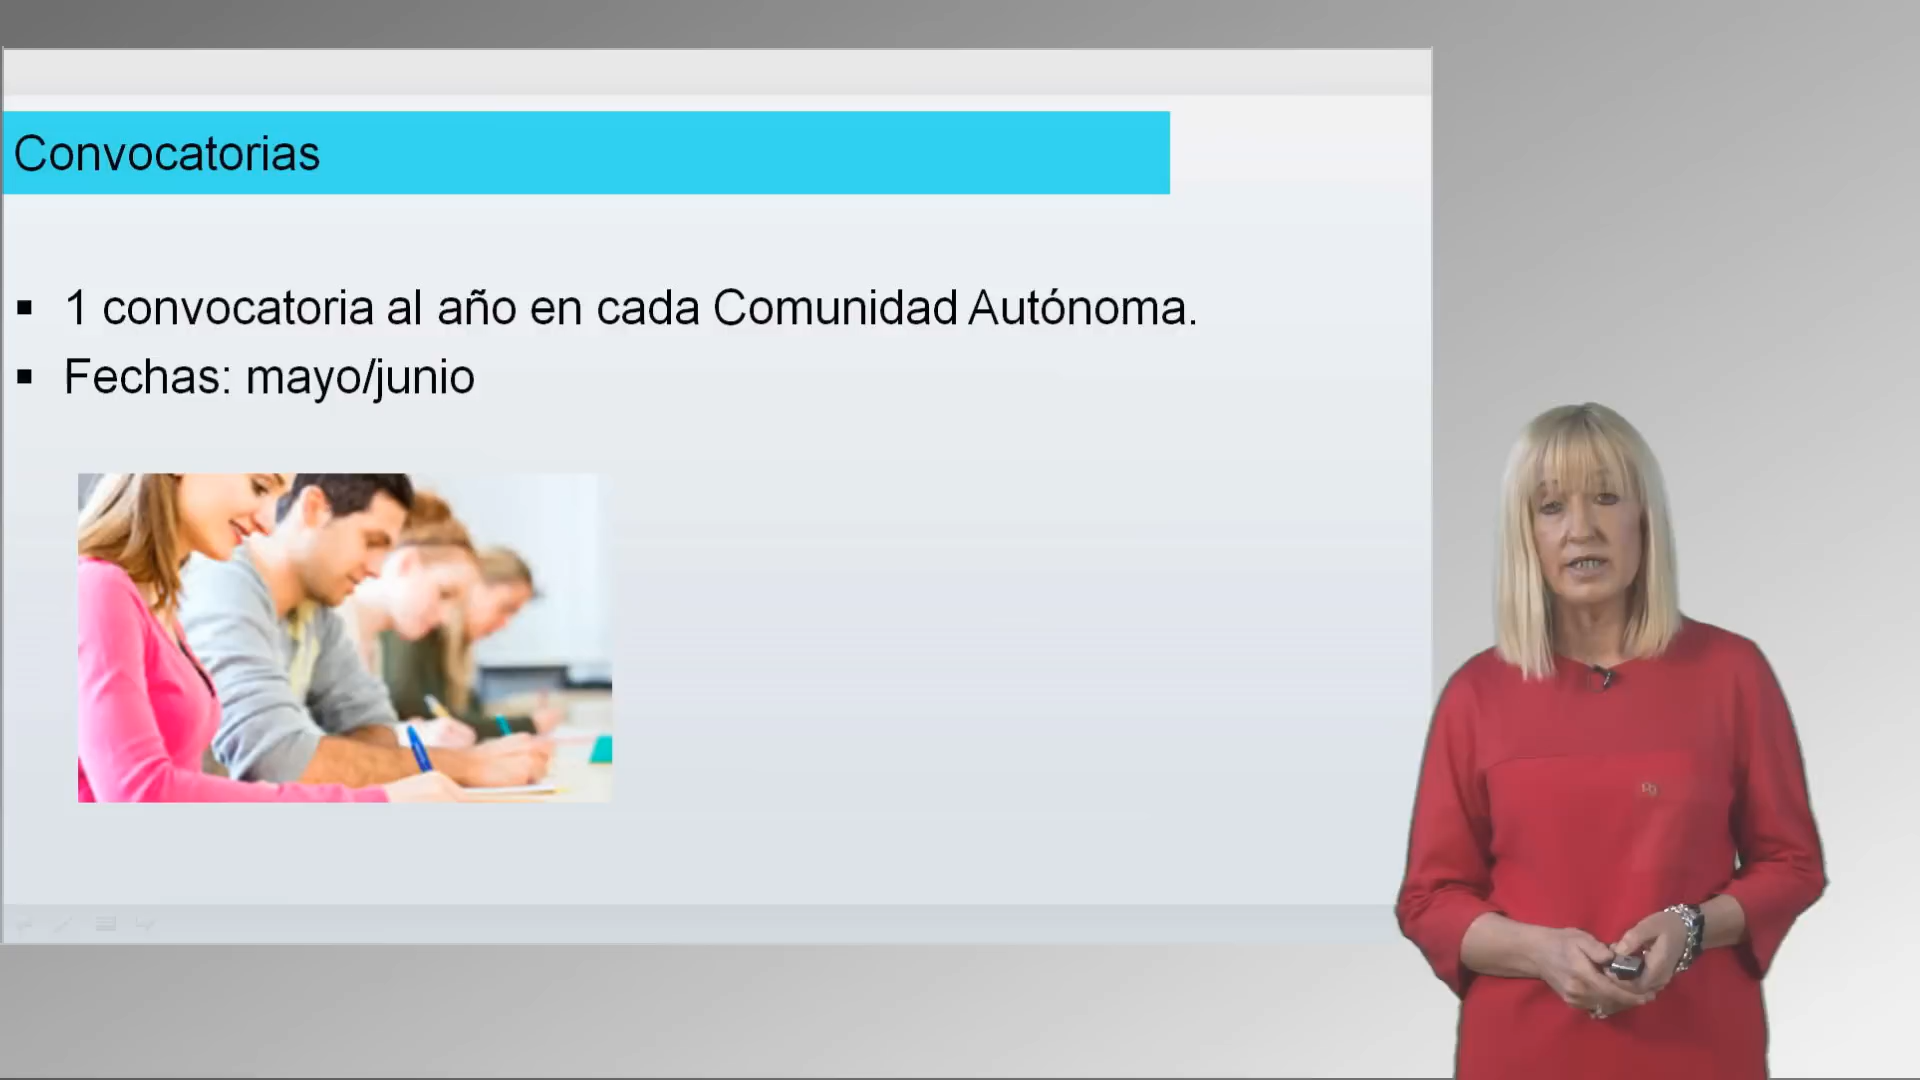 Convocatorias
▪ 1 convocatoria al año en cada Comunidad Autónoma.
▪ Fechas: mayo/junio